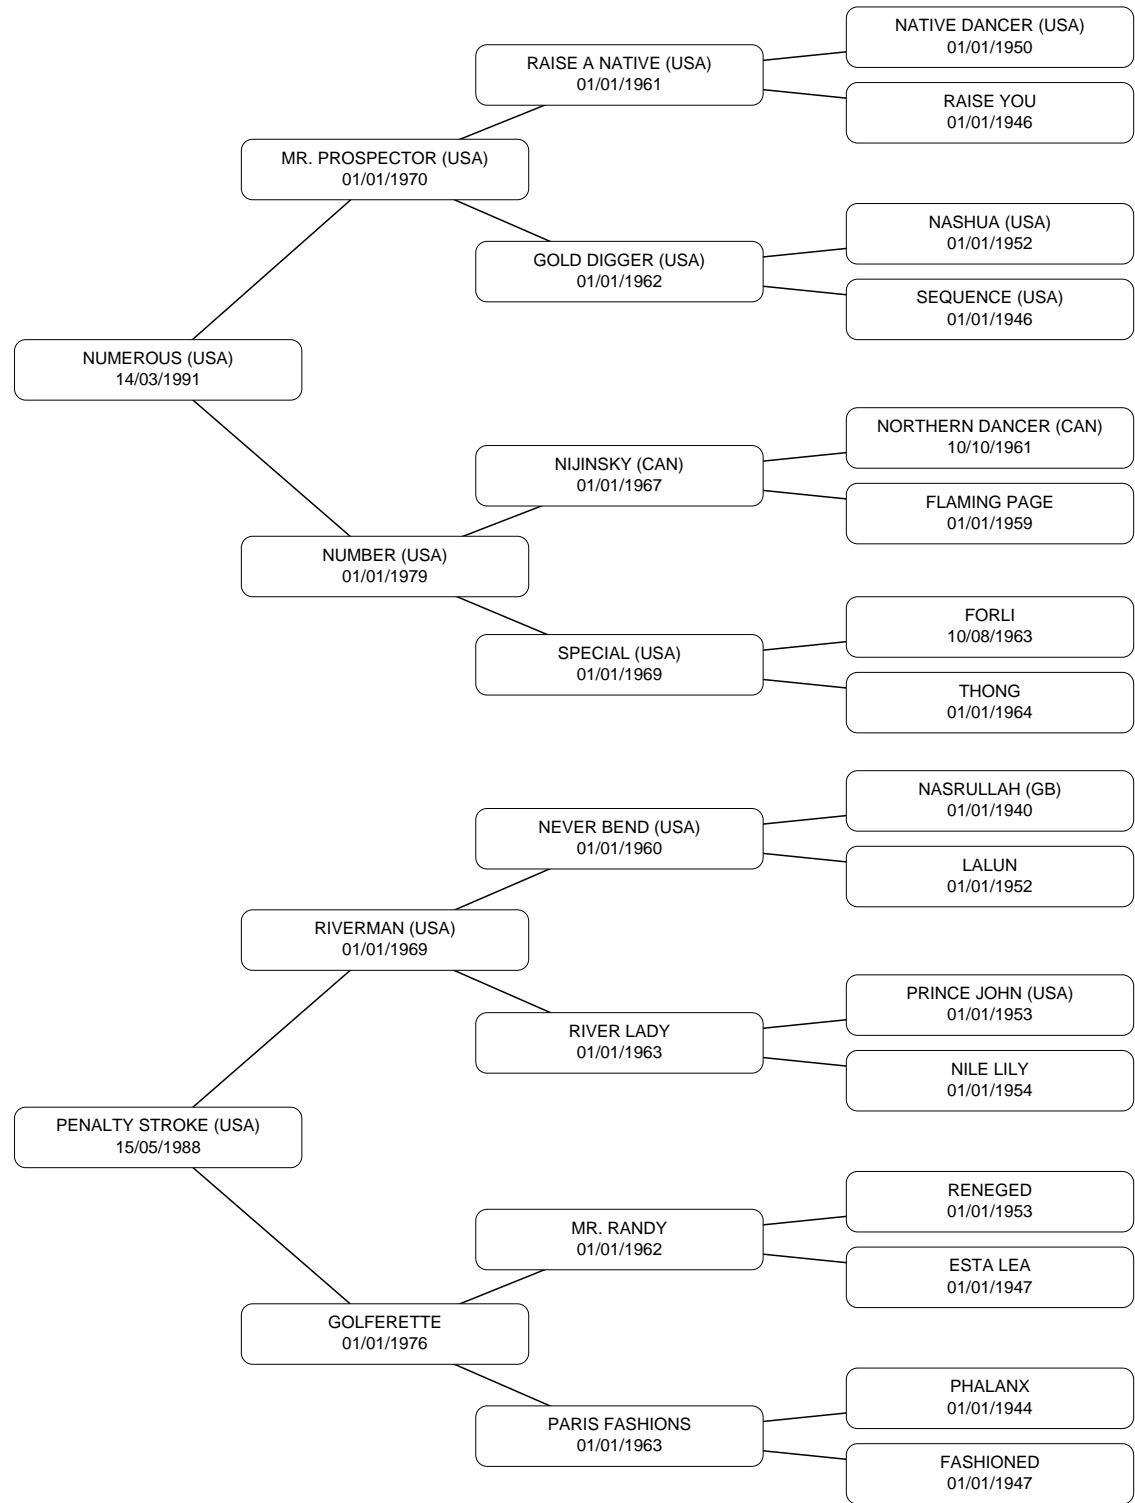 NATIVE DANCER (USA)
01/01/1950
RAISE A NATIVE (USA)
01/01/1961
RAISE YOU
01/01/1946
MR. PROSPECTOR (USA)
01/01/1970
NASHUA (USA)
01/01/1952
GOLD DIGGER (USA)
01/01/1962
SEQUENCE (USA)
01/01/1946
NUMEROUS (USA)
14/03/1991
NORTHERN DANCER (CAN)
10/10/1961
NIJINSKY (CAN)
01/01/1967
FLAMING PAGE
01/01/1959
NUMBER (USA)
01/01/1979
FORLI
10/08/1963
SPECIAL (USA)
01/01/1969
THONG
01/01/1964
NASRULLAH (GB)
01/01/1940
NEVER BEND (USA)
01/01/1960
LALUN
01/01/1952
RIVERMAN (USA)
01/01/1969
PRINCE JOHN (USA)
01/01/1953
RIVER LADY
01/01/1963
NILE LILY
01/01/1954
PENALTY STROKE (USA)
15/05/1988
RENEGED
01/01/1953
MR. RANDY
01/01/1962
ESTA LEA
01/01/1947
GOLFERETTE
01/01/1976
PHALANX
01/01/1944
PARIS FASHIONS
01/01/1963
FASHIONED
01/01/1947